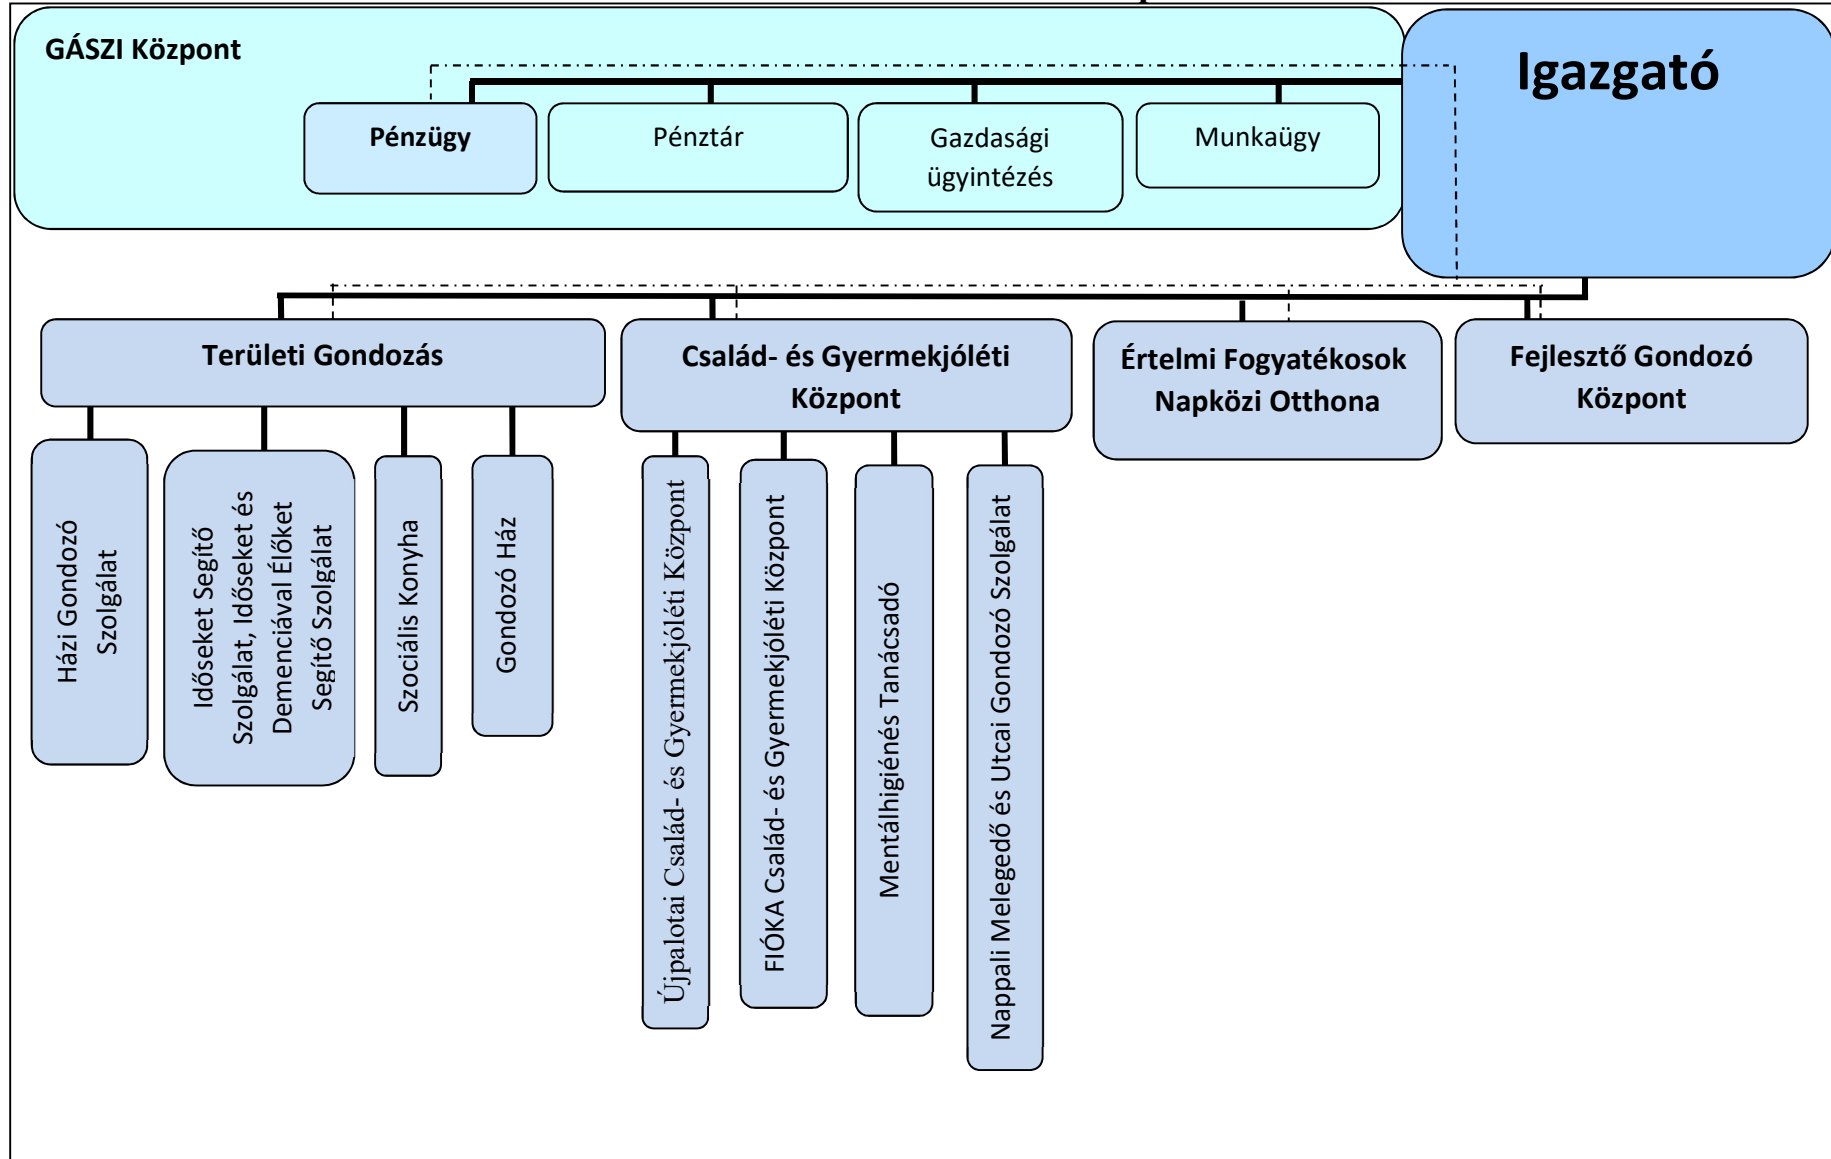 GÁSZI Központ
Igazgató
Pénzügy
Pénztár
Gazdasági
ügyintézés
Munkaügy
Területi Gondozás
Család- és Gyermekjóléti
Központ
Értelmi Fogyatékosok
Napközi Otthona
Fejlesztő Gondozó
Központ
Házi Gondozó
Szolgálat
Időseket Segítő
Szolgálat, Időseket és
Demenciával Élőket
Segítő Szolgálat
Szociális Konyha
Gondozó Ház
Újpalotai Család- és Gyermekjóléti Központ
FIÓKA Család- és Gyermekjóléti Központ
Mentálhigiénés Tanácsadó
Nappali Melegedő és Utcai Gondozó Szolgálat